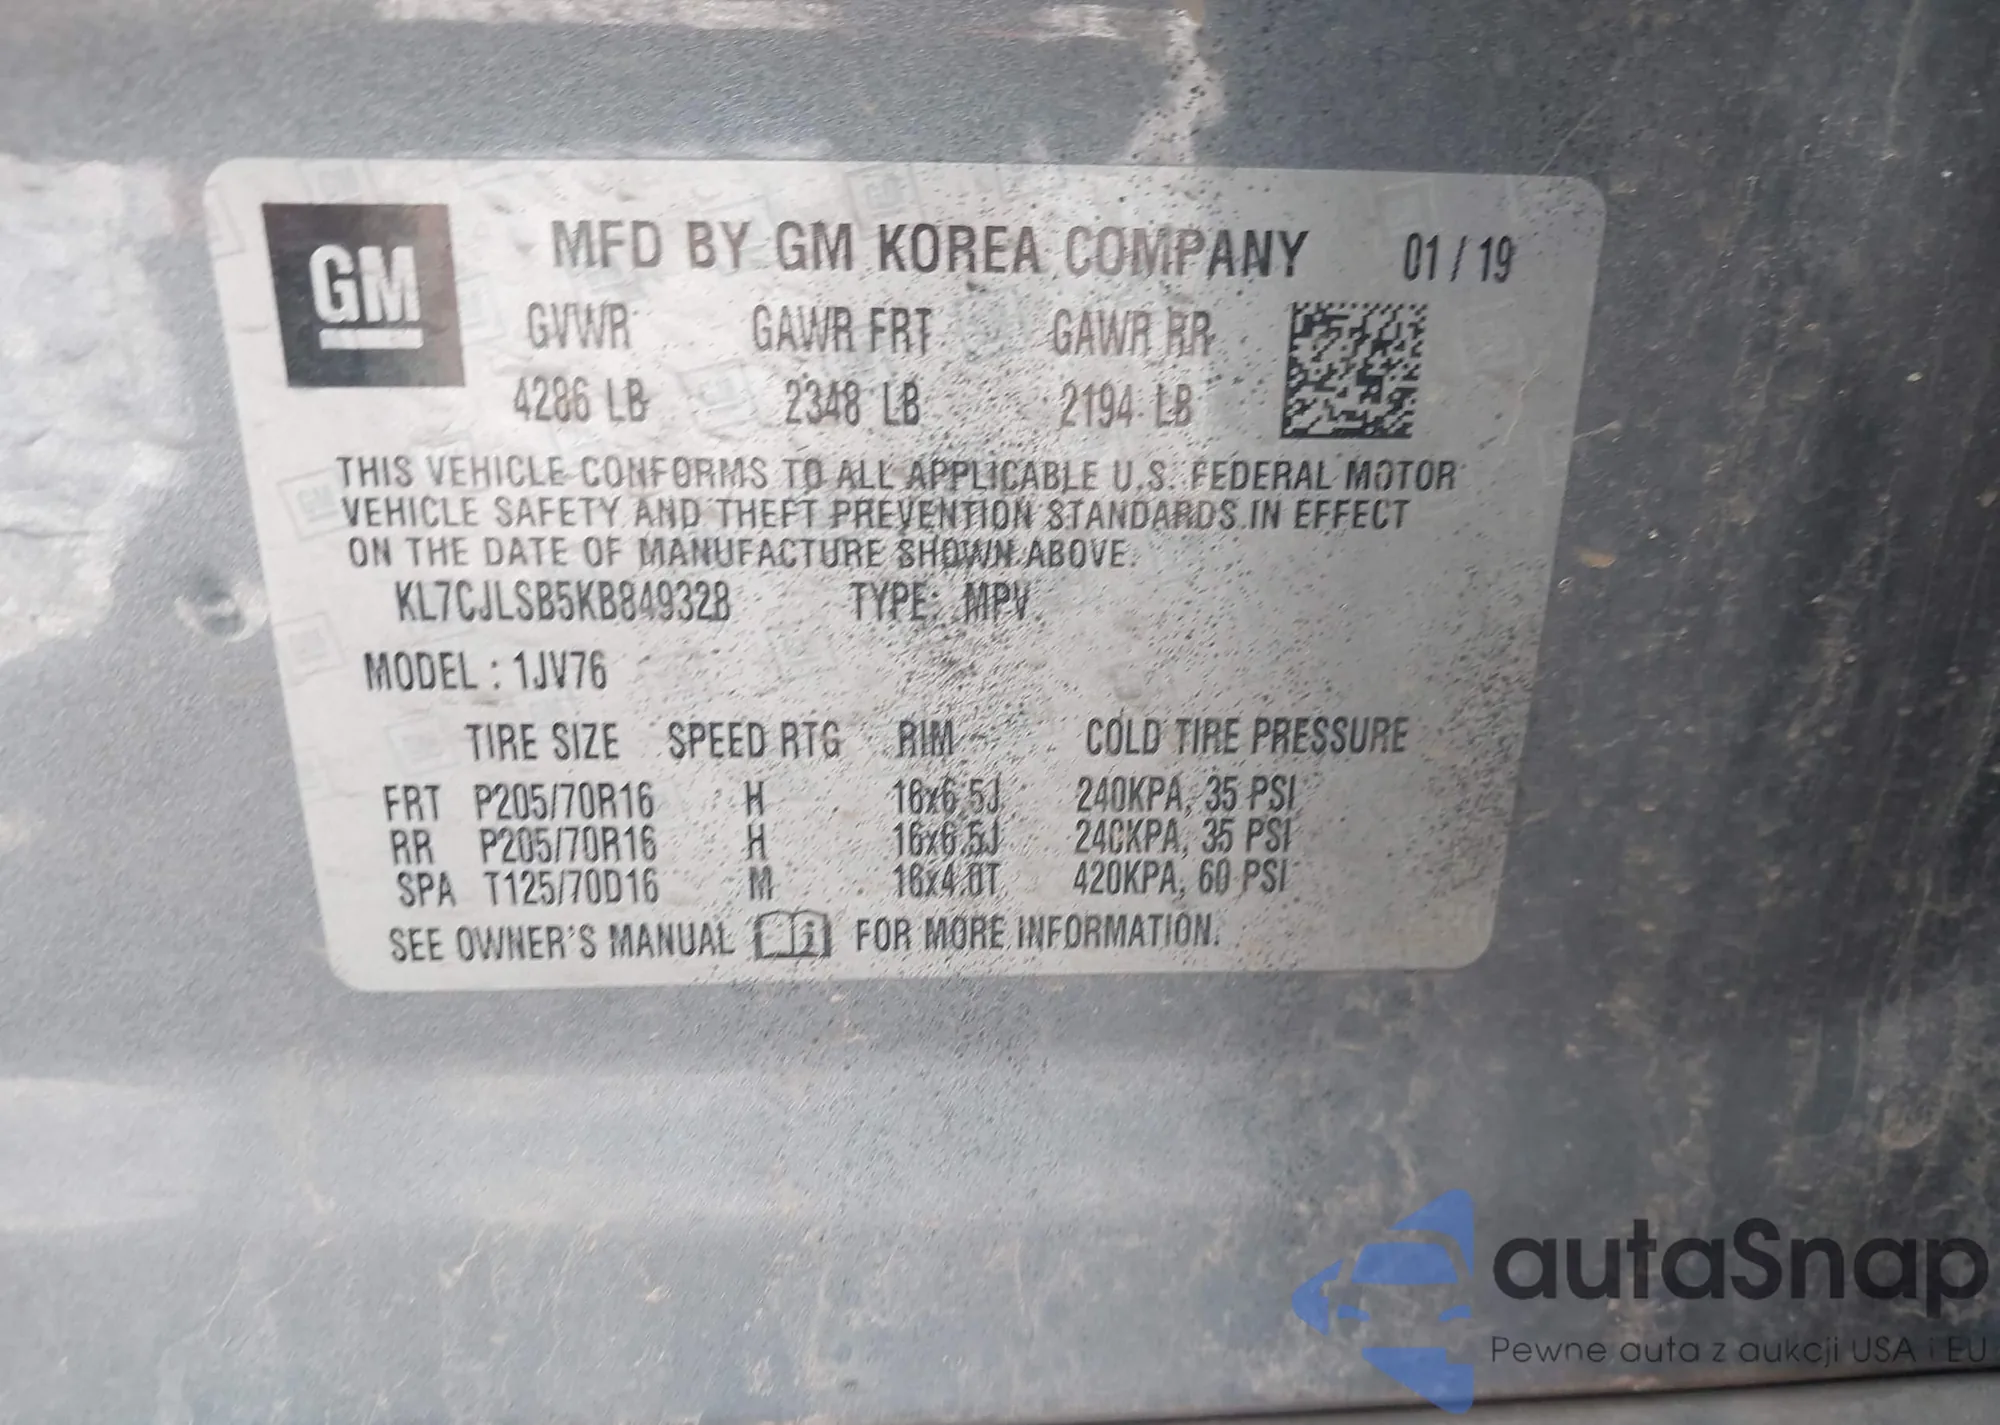 GM MFD BY GM KOREA COMPANY 01 / 19
GVWR GAWR FRT GAWR RR
4286 LB 2348 LB 2194 LB
THIS VEHICLE CONFORMS TO ALL APPLICABLE U.S. FEDERAL MOTOR
VEHICLE SAFETY AND THEFT PREVENTION STANDARDS IN EFFECT
ON THE DATE OF MANUFACTURE SHOWN ABOVE.
KL7CJLSB5KB849328 TYPE: MPV
MODEL : 1JV76
TIRE SIZE SPEED RTG RIM COLD TIRE PRESSURE
FRT P205/70R16 H 16x6.5J 240KPA, 35 PSI
RR P205/70R16 H 16x6.5J 240KPA, 35 PSI
SPA T125/70D16 M 16x4.0T 420KPA, 60 PSI
SEE OWNER'S MANUAL i FOR MORE INFORMATION.
autaSnap
Pewne auta z aukcji USA i EU